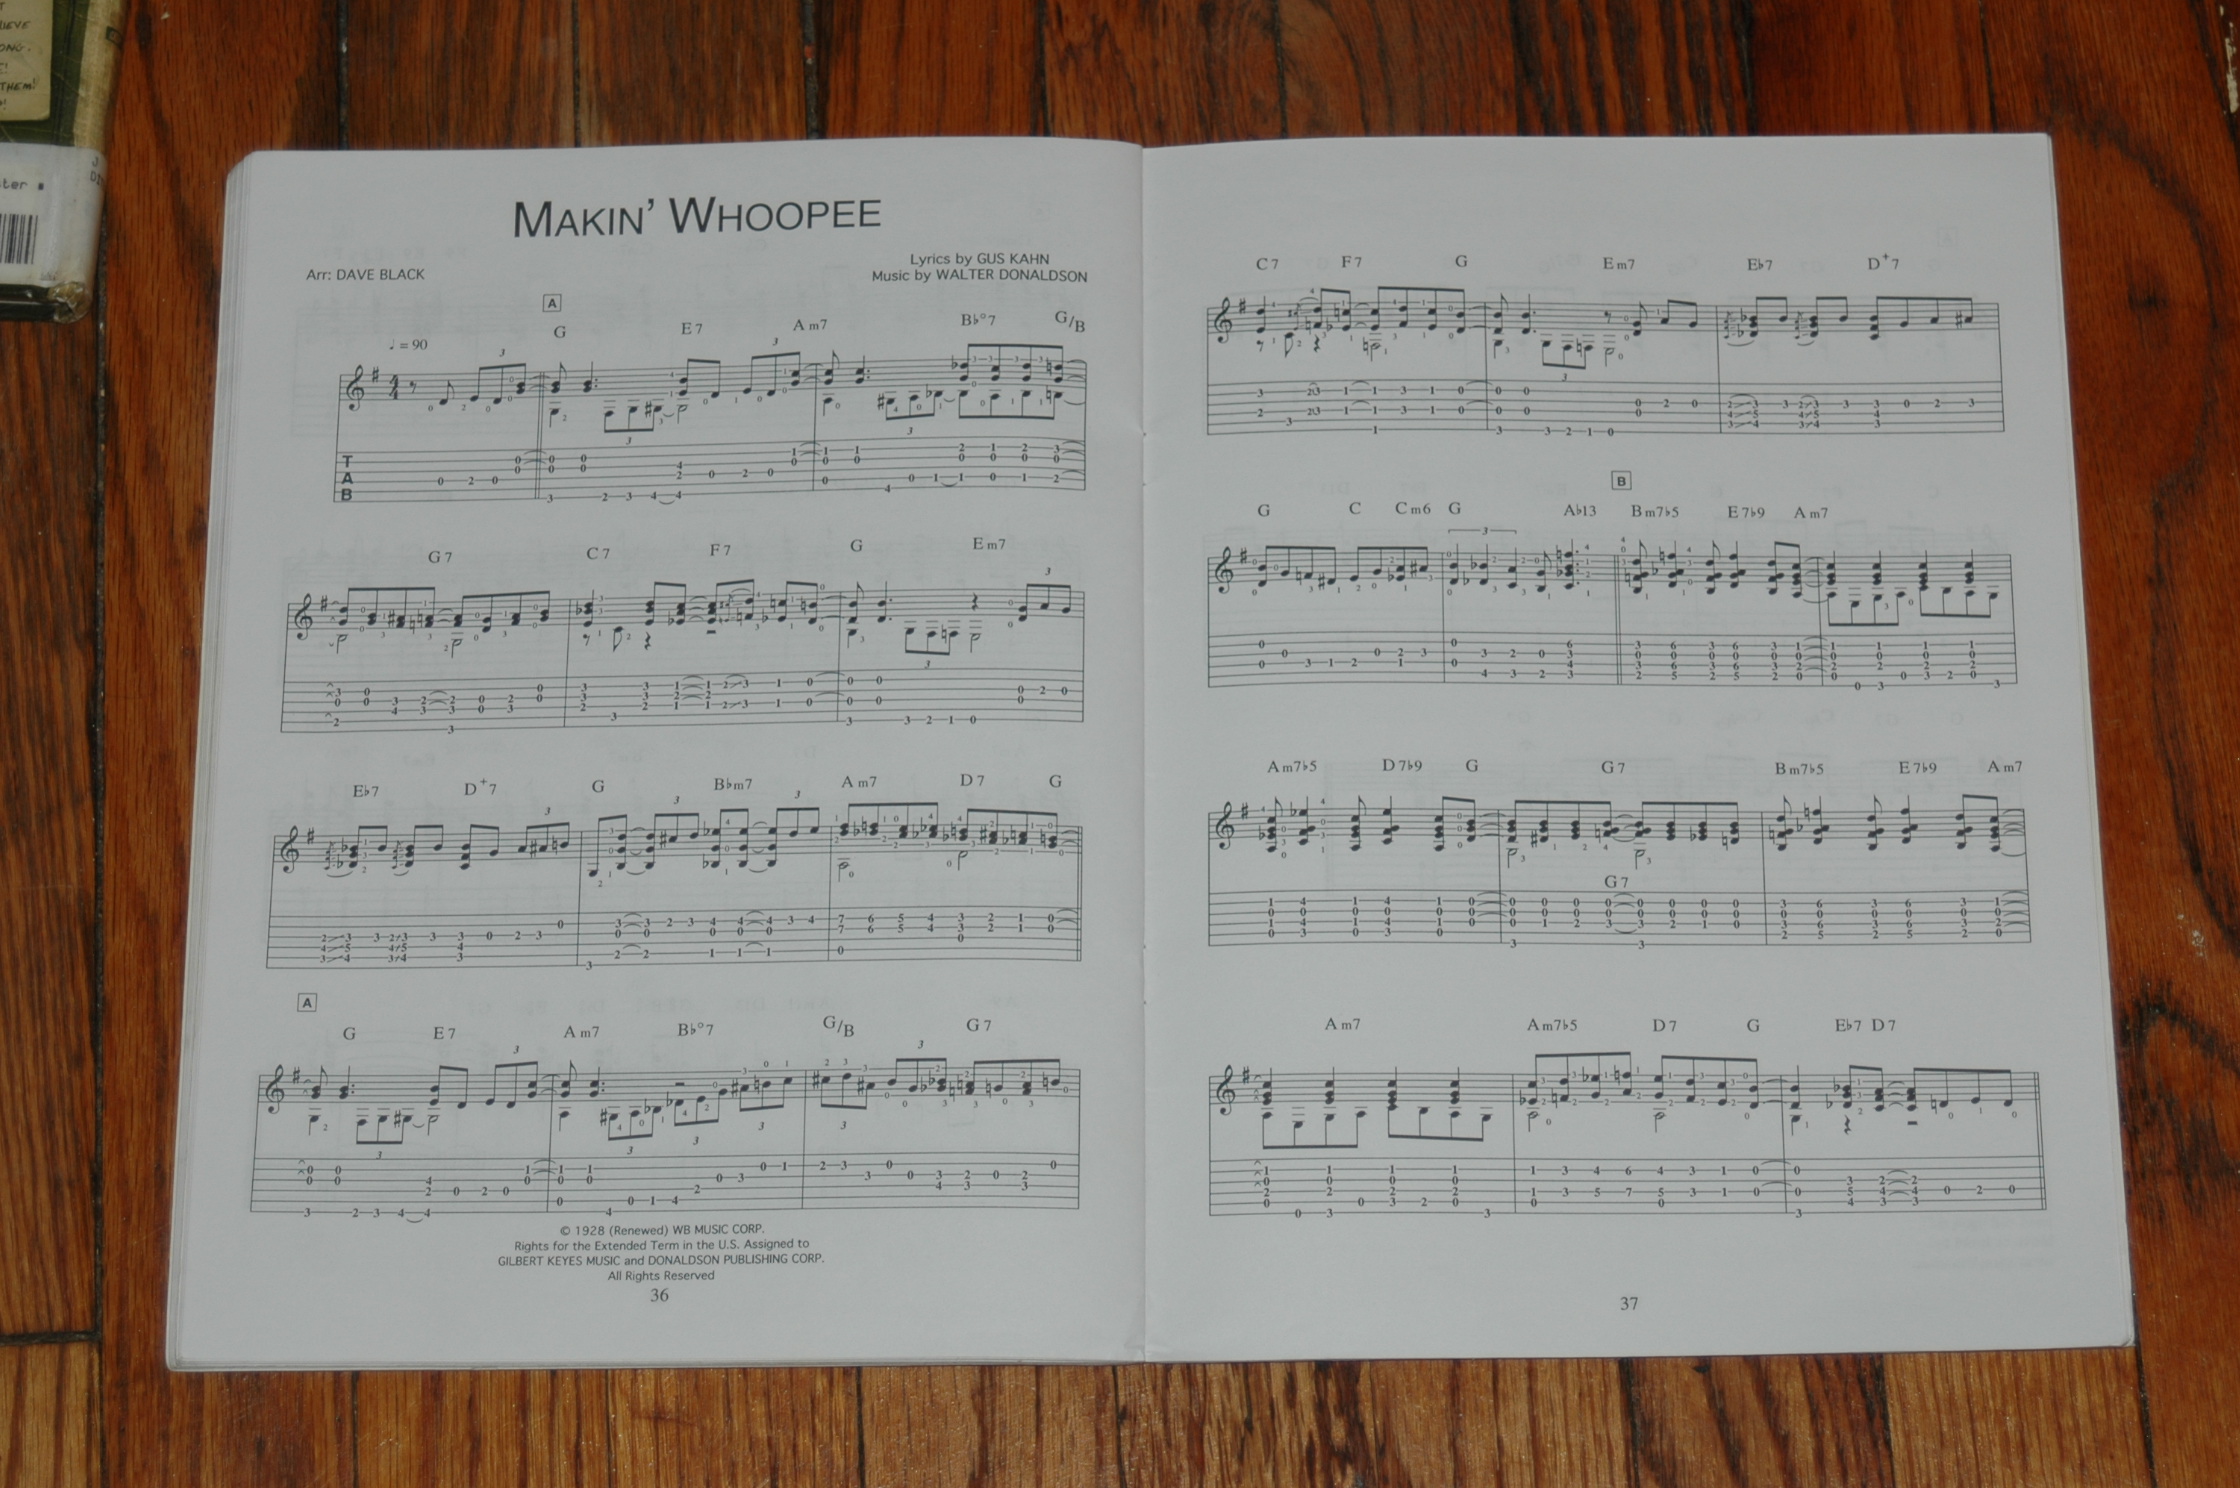 IEVE
THEM!
MAKIN' WHOOPEE
Arr: DAVE BLACK
Lyrics by GUS KAHN
Music by WALTER DONALDSON
A
♩ = 90
G E7 Am7 B♭°7 G/B
T
A
B
G7 C7 F7 G Em7
E♭7 D+7 G B♭m7 Am7 D7 G
A
G E7 Am7 B♭°7 G/B G7
© 1928 (Renewed) WB MUSIC CORP.
Rights for the Extended Term in the U.S. Assigned to
GILBERT KEYES MUSIC and DONALDSON PUBLISHING CORP.
All Rights Reserved
36
C7 F7 G Em7 E♭7 D+7
B
G C Cm6 G A♭13 Bm7♭5 E7♭9 Am7
Am7♭5 D7♭9 G G7 Bm7♭5 E7♭9 Am7
G7
Am7 Am7♭5 D7 G E♭7 D7
37